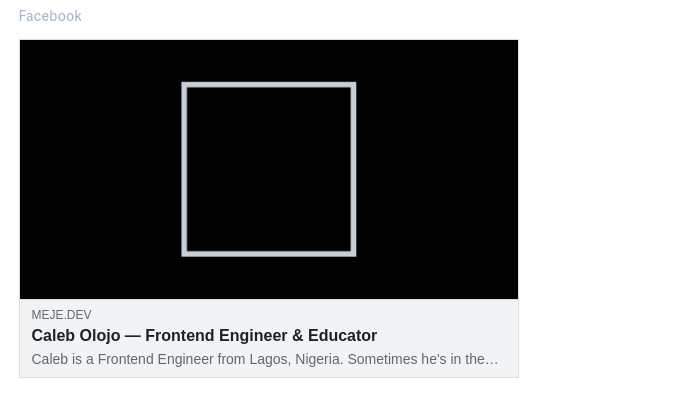 Facebook
MEJE.DEV
Caleb Olojo — Frontend Engineer & Educator
Caleb is a Frontend Engineer from Lagos, Nigeria. Sometimes he's in the…